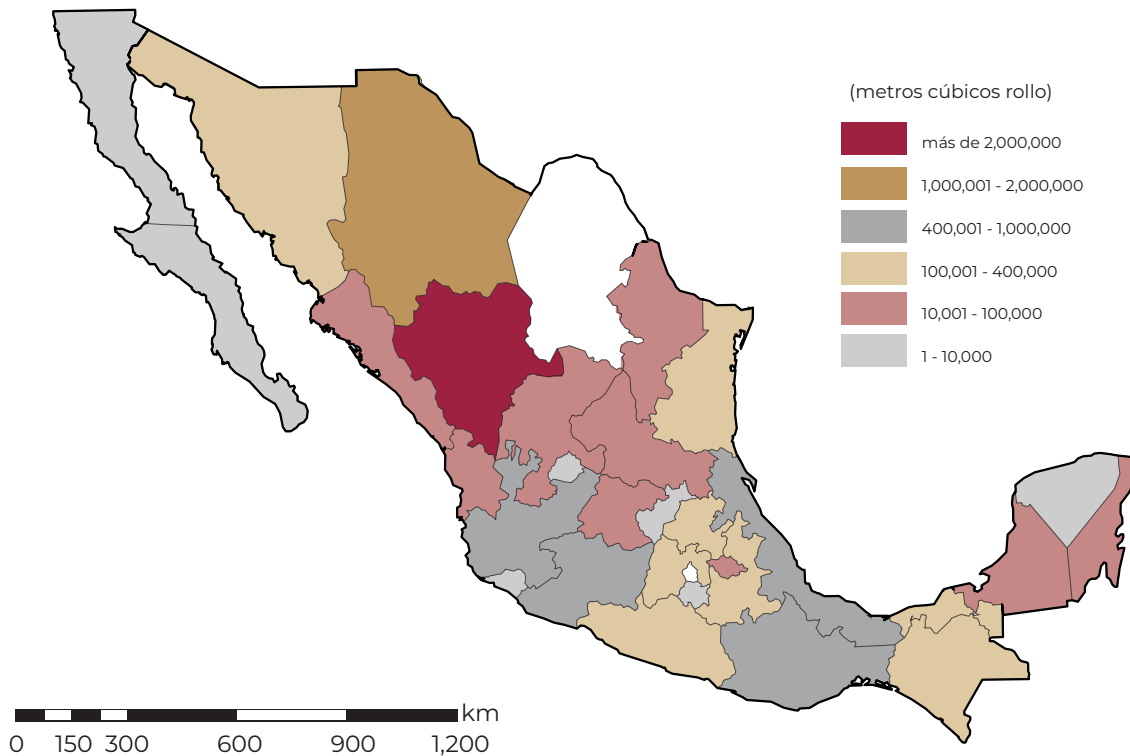 (metros cúbicos rollo)
más de 2,000,000
1,000,001 - 2,000,000
400,001 - 1,000,000
100,001 - 400,000
10,001 - 100,000
1 - 10,000
km
0 150 300 600 900 1,200